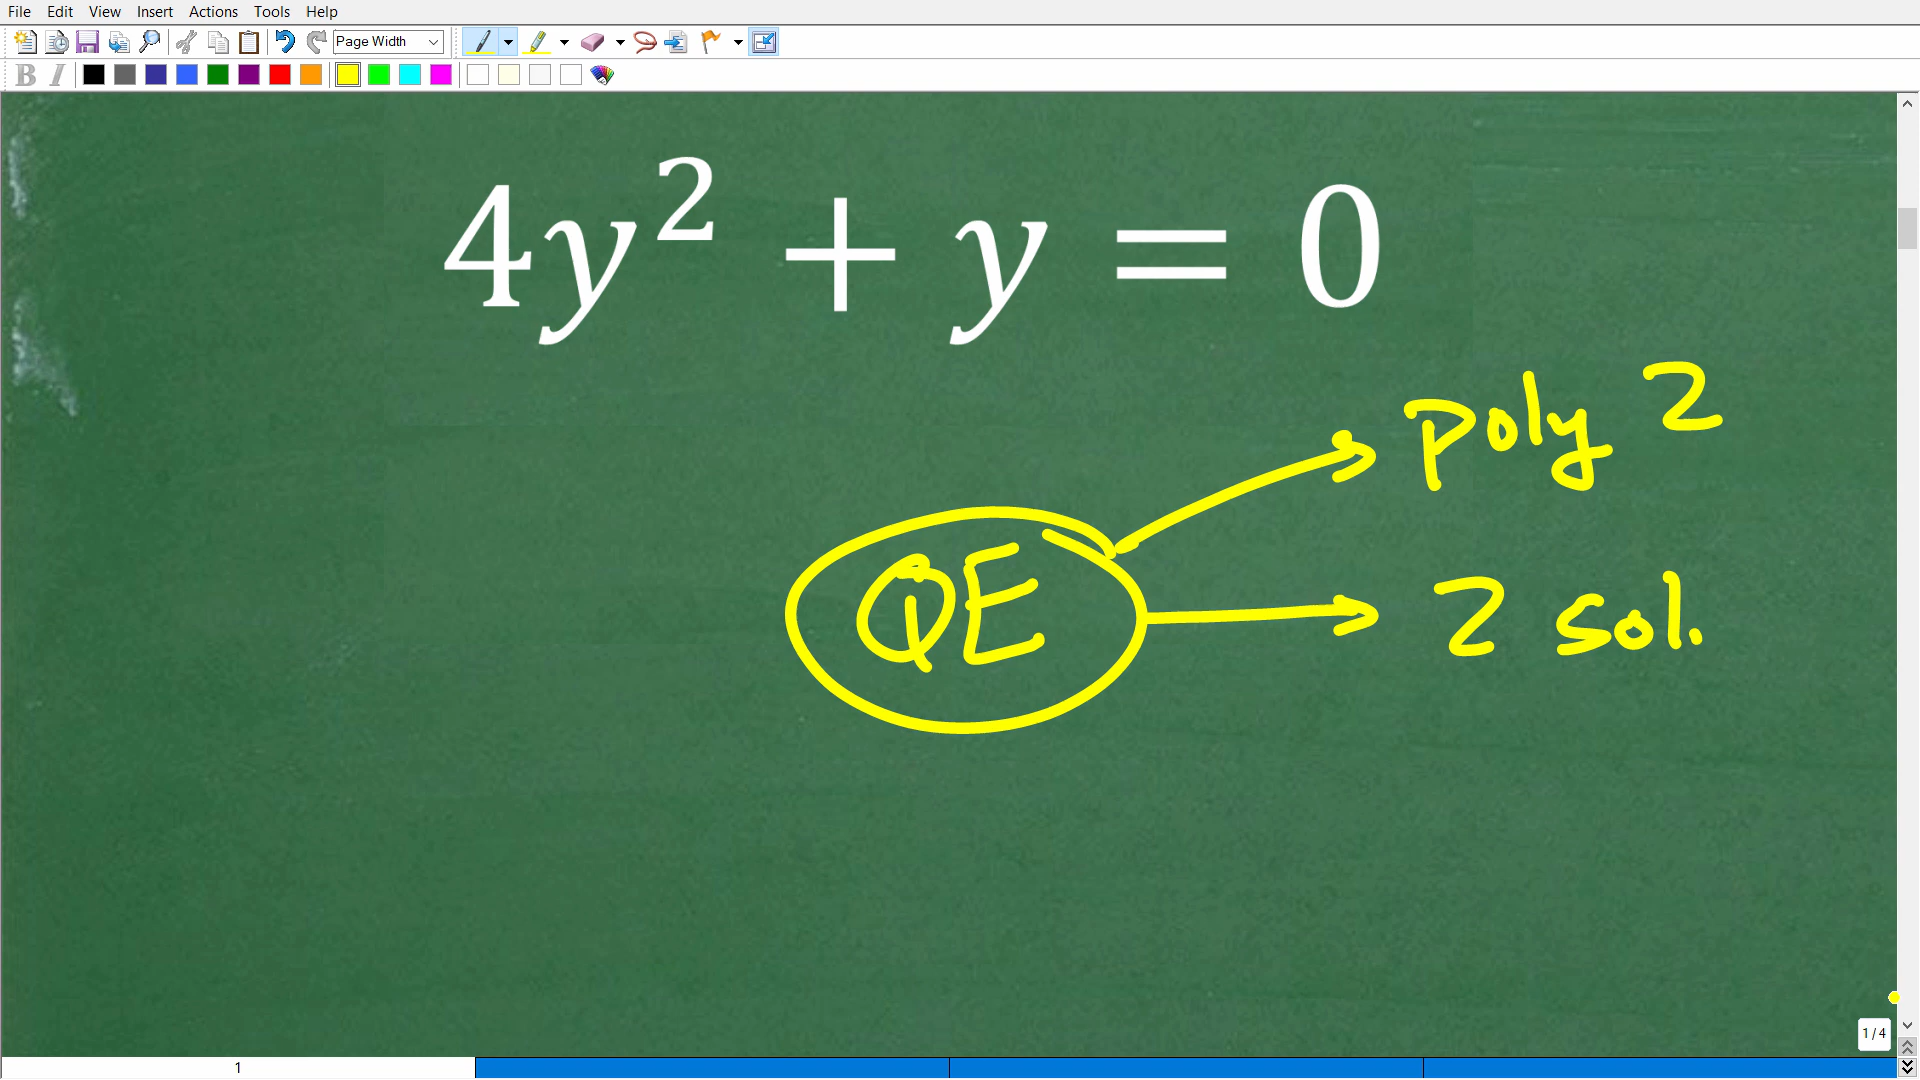 File Edit View Insert Actions Tools Help
Page Width
B I
4y² + y = 0
poly 2
QE
2 sol.
1 / 4
1